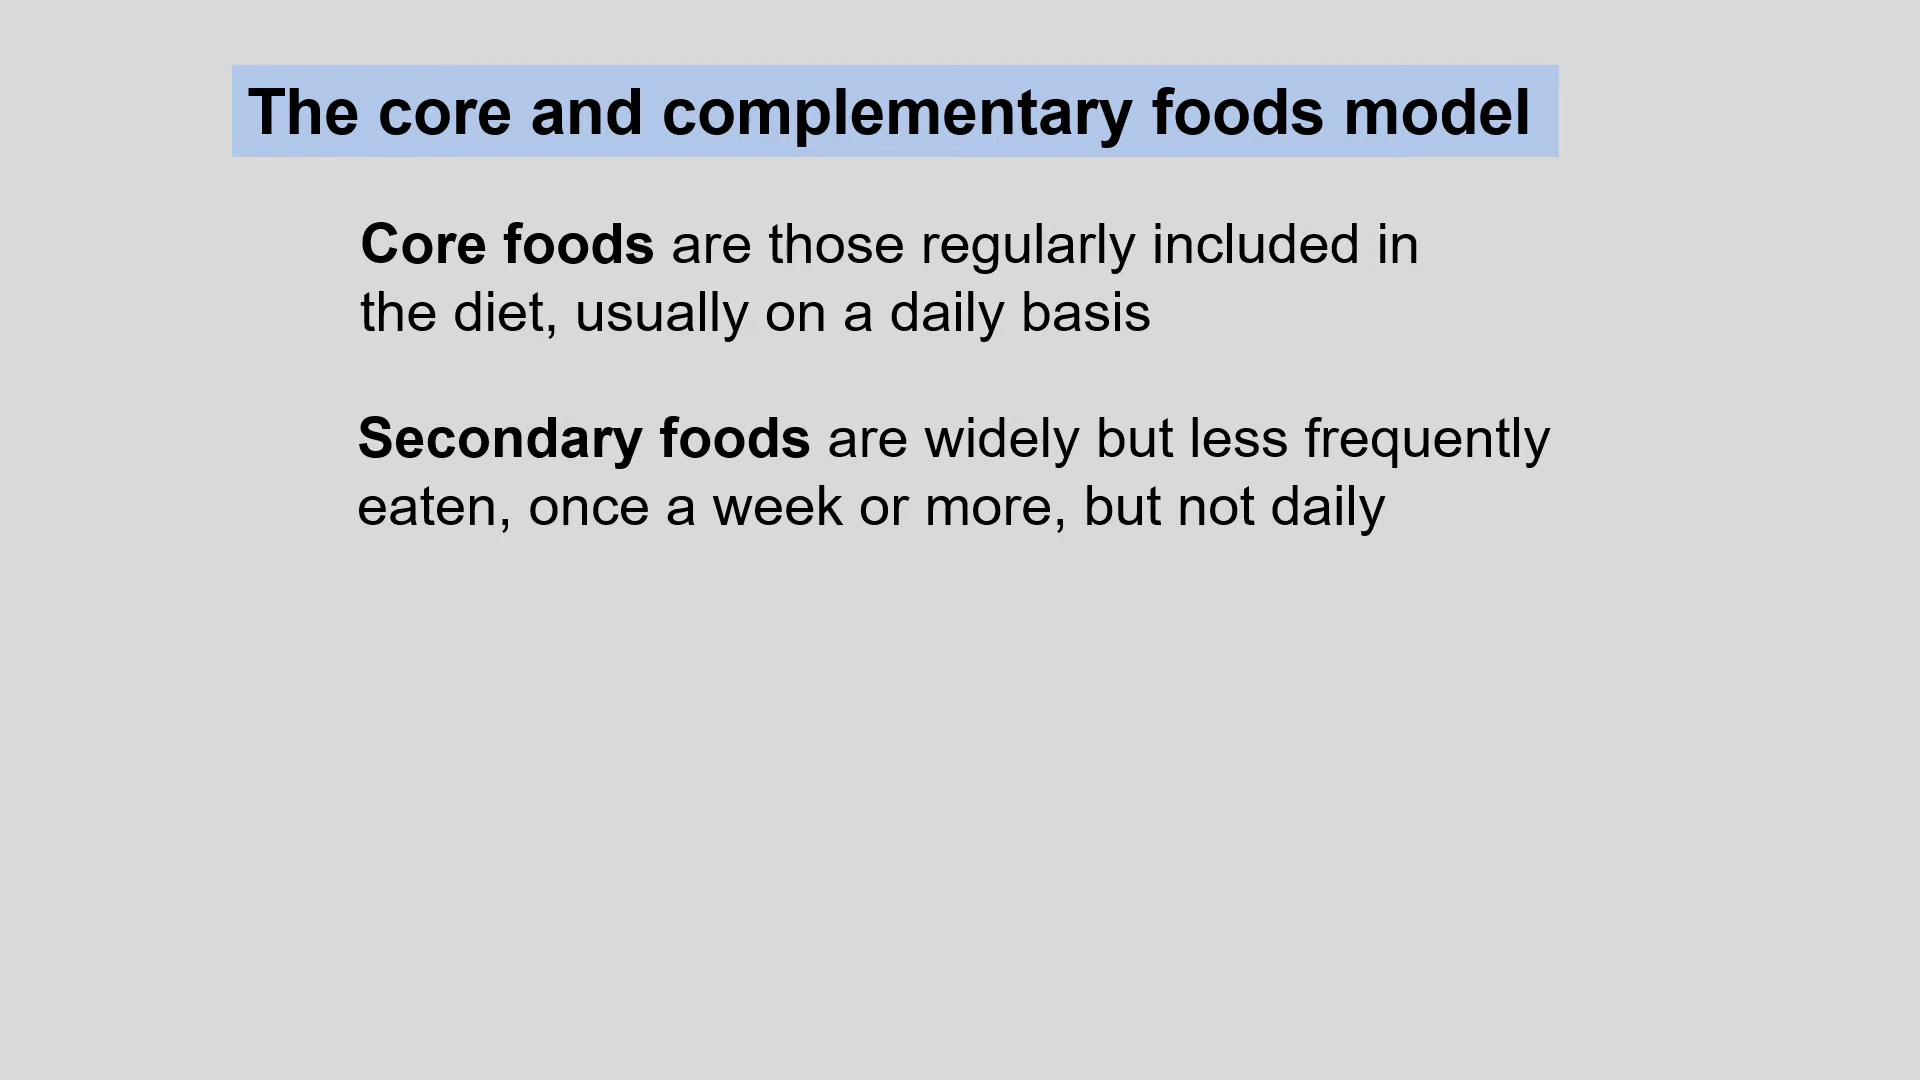 The core and complementary foods model
Core foods are those regularly included in
the diet, usually on a daily basis
Secondary foods are widely but less frequently
eaten, once a week or more, but not daily